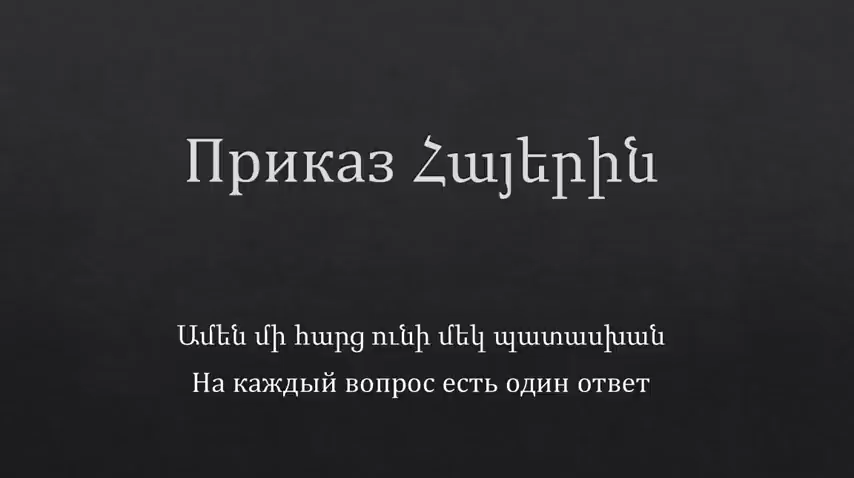 Приказ Հայերին
Ամեն մի հարց ունի մեկ պատասխան
На каждый вопрос есть один ответ